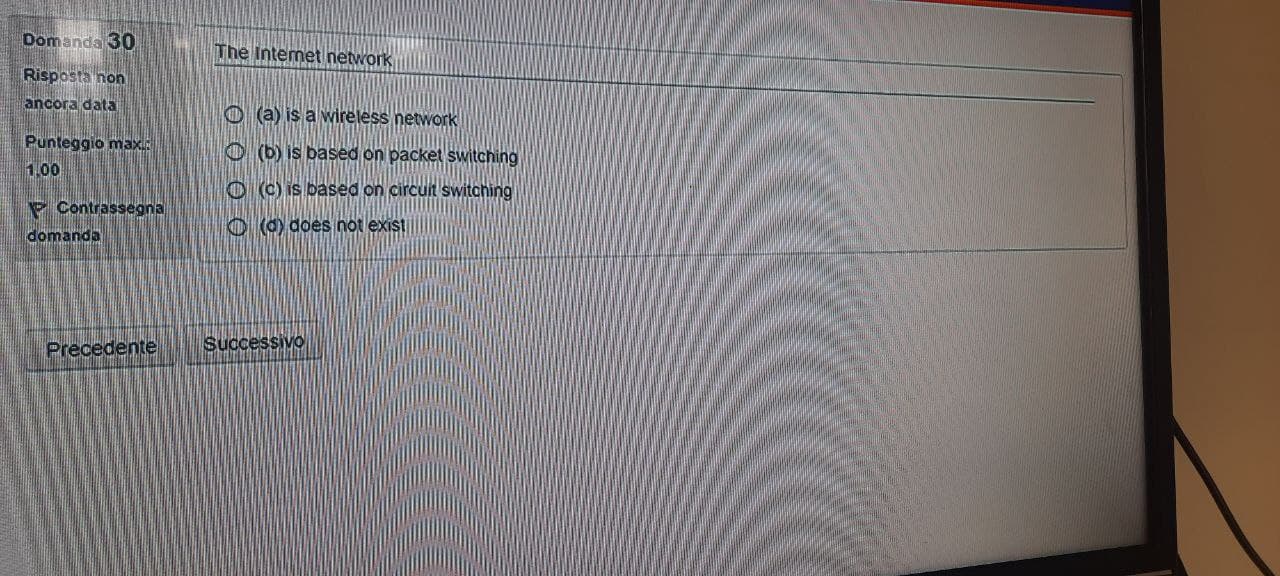 Domanda 30
Risposta non
ancora data
Punteggio max.:
1.00
Contrassegna
domanda
The Internet network
(a) is a wireless network
(b) is based on packet switching
(c) is based on circuit switching
(d) does not exist
Precedente
Successivo